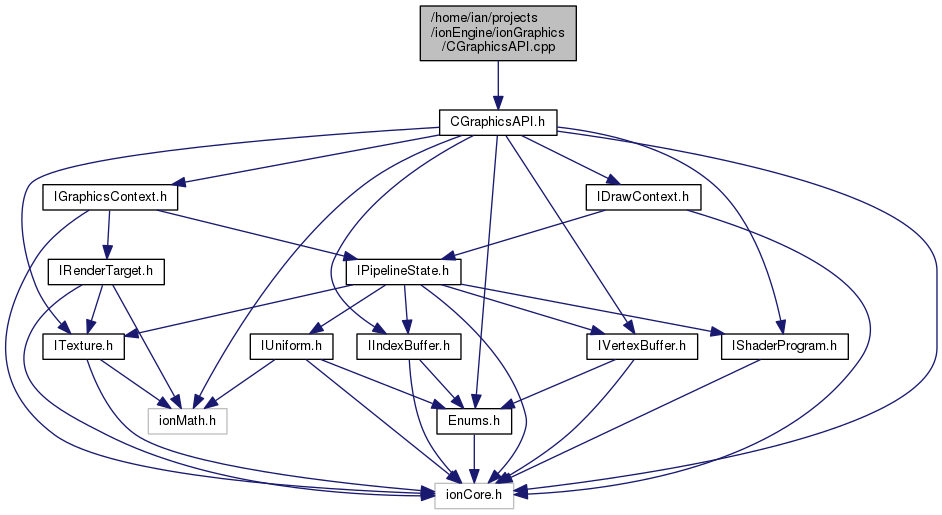 /home/ian/projects
/ionEngine/ionGraphics
/CGraphicsAPI.cpp
CGraphicsAPI.h
IGraphicsContext.h
IDrawContext.h
IRenderTarget.h
IPipelineState.h
ITexture.h
IUniform.h
IIndexBuffer.h
IVertexBuffer.h
IShaderProgram.h
ionMath.h
Enums.h
ionCore.h